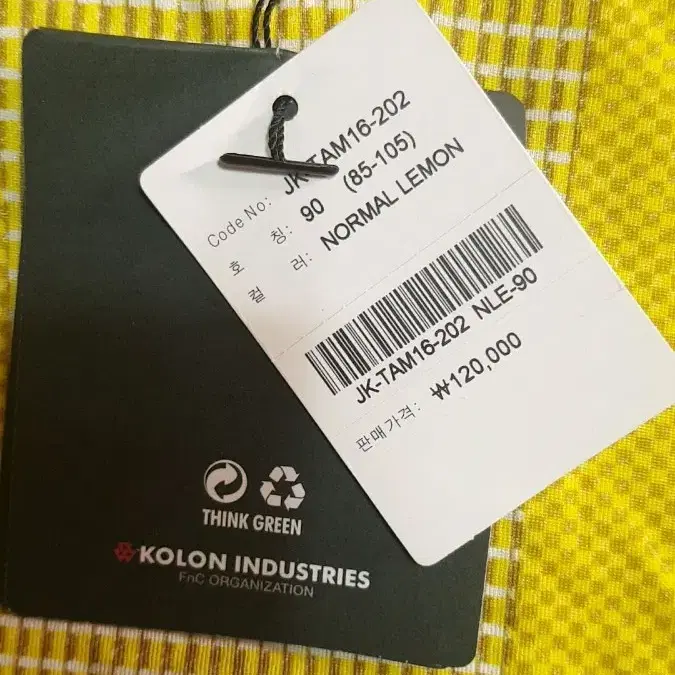 Code No: JK-TAM16-202
호 칭: 90 (85-105)
컬 러: NORMAL LEMON
JK-TAM16-202 NLE-90
판매가격: ₩120,000
THINK GREEN
KOLON INDUSTRIES
FnC ORGANIZATION